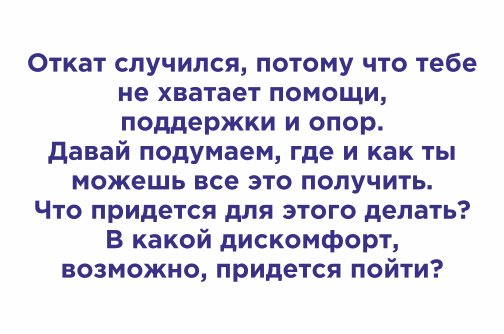 Откат случился, потому что тебе
не хватает помощи,
поддержки и опор.
Давай подумаем, где и как ты
можешь все это получить.
Что придется для этого делать?
В какой дискомфорт,
возможно, придется пойти?